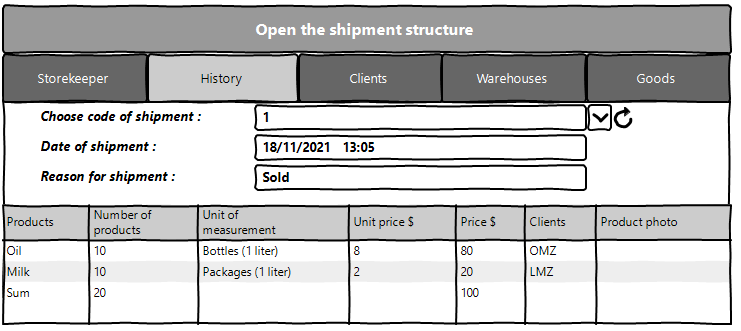 Open the shipment structure
Storekeeper History Clients Warehouses Goods
Choose code of shipment : 1
Date of shipment : 18/11/2021 13:05
Reason for shipment : Sold
Products Number of products Unit of measurement Unit price $ Price $ Clients Product photo
Oil 10 Bottles (1 liter) 8 80 OMZ
Milk 10 Packages (1 liter) 2 20 LMZ
Sum 20 100